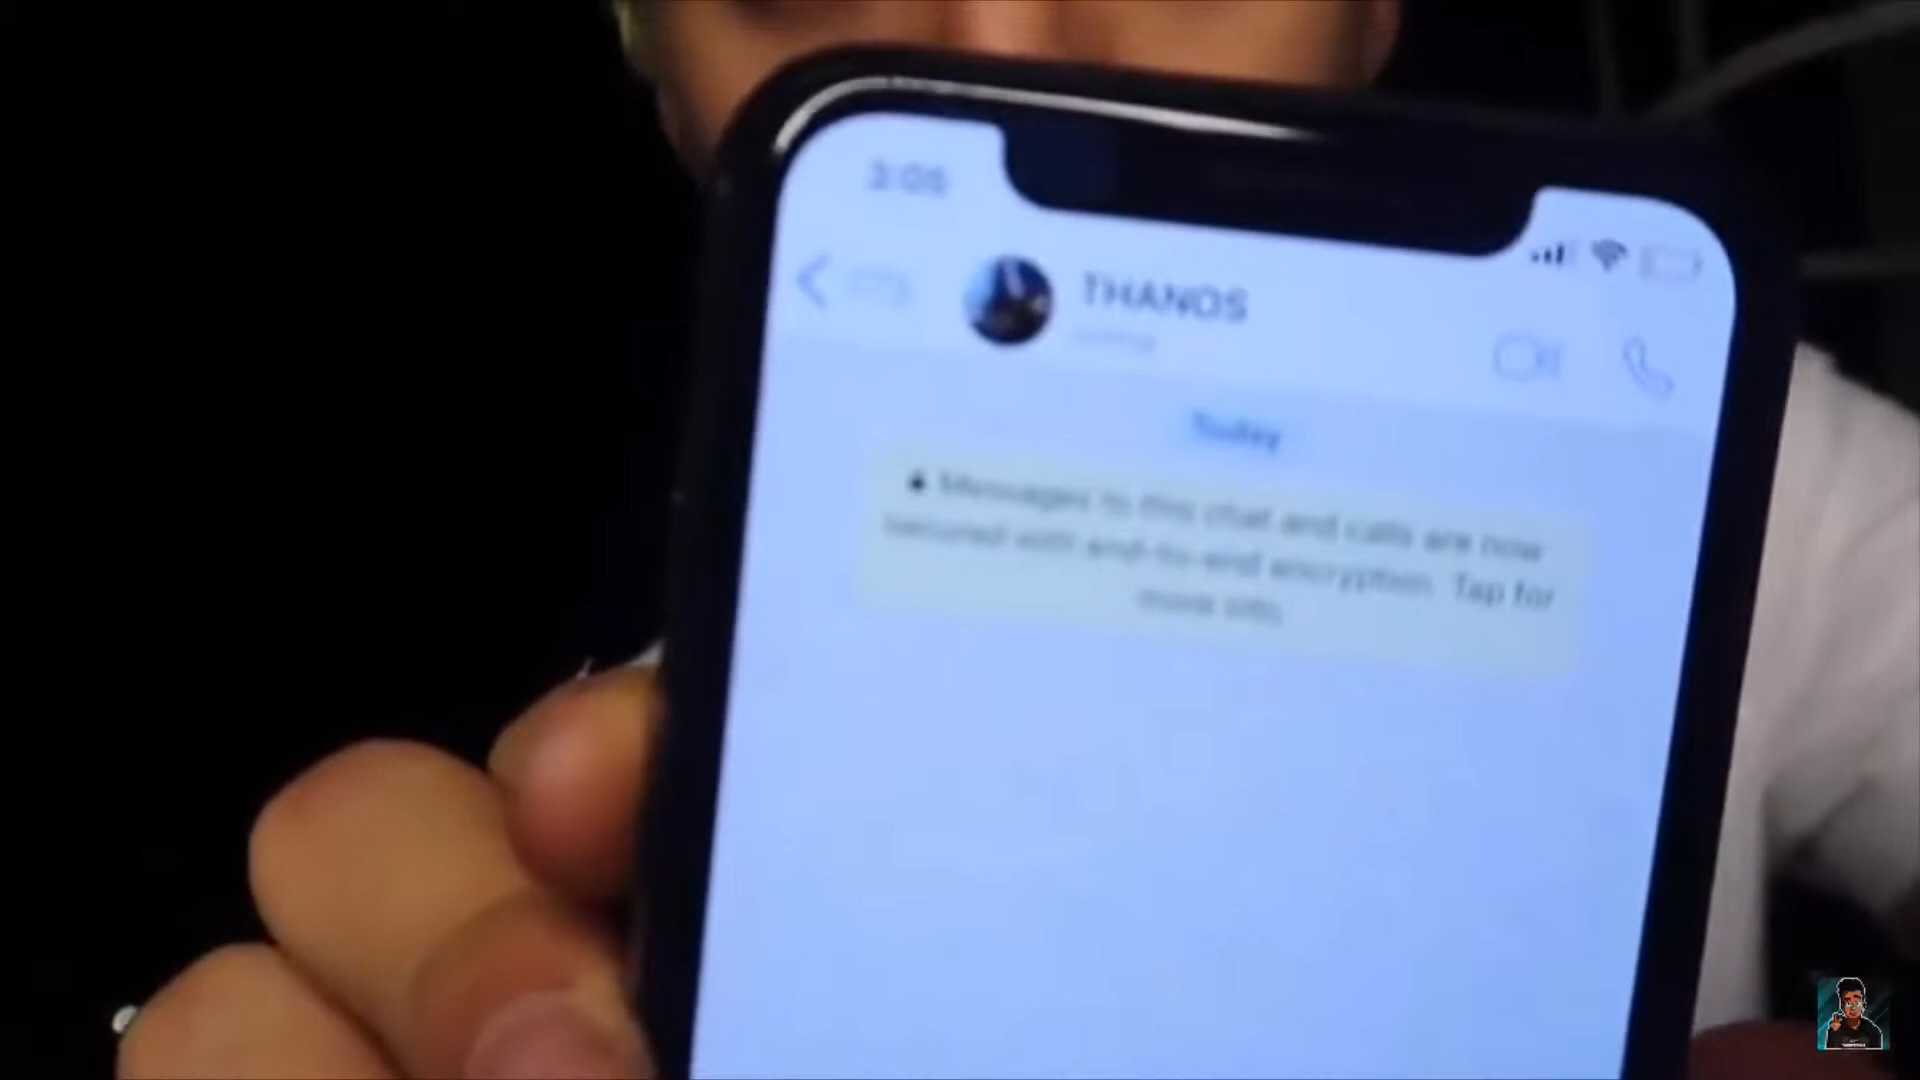 3:05
THANOS
Today
Messages to this chat and calls are now
secured with end-to-end encryption. Tap for
more info.